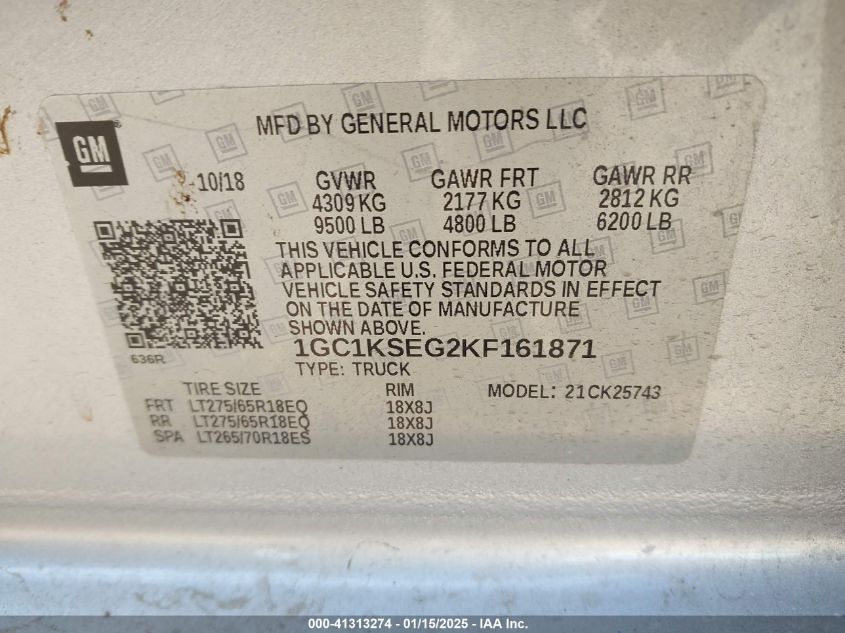 GM
MFD BY GENERAL MOTORS LLC
10/18 GVWR GAWR FRT GAWR RR
4309 KG 2177 KG 2812 KG
9500 LB 4800 LB 6200 LB
THIS VEHICLE CONFORMS TO ALL
APPLICABLE U.S. FEDERAL MOTOR
VEHICLE SAFETY STANDARDS IN EFFECT
ON THE DATE OF MANUFACTURE
SHOWN ABOVE.
636R
1GC1KSEG2KF161871
TYPE: TRUCK
TIRE SIZE RIM MODEL: 21CK25743
FRT LT275/65R18EQ 18X8J
RR LT275/65R18EQ 18X8J
SPA LT265/70R18ES 18X8J
000-41313274 - 01/15/2025 - IAA Inc.